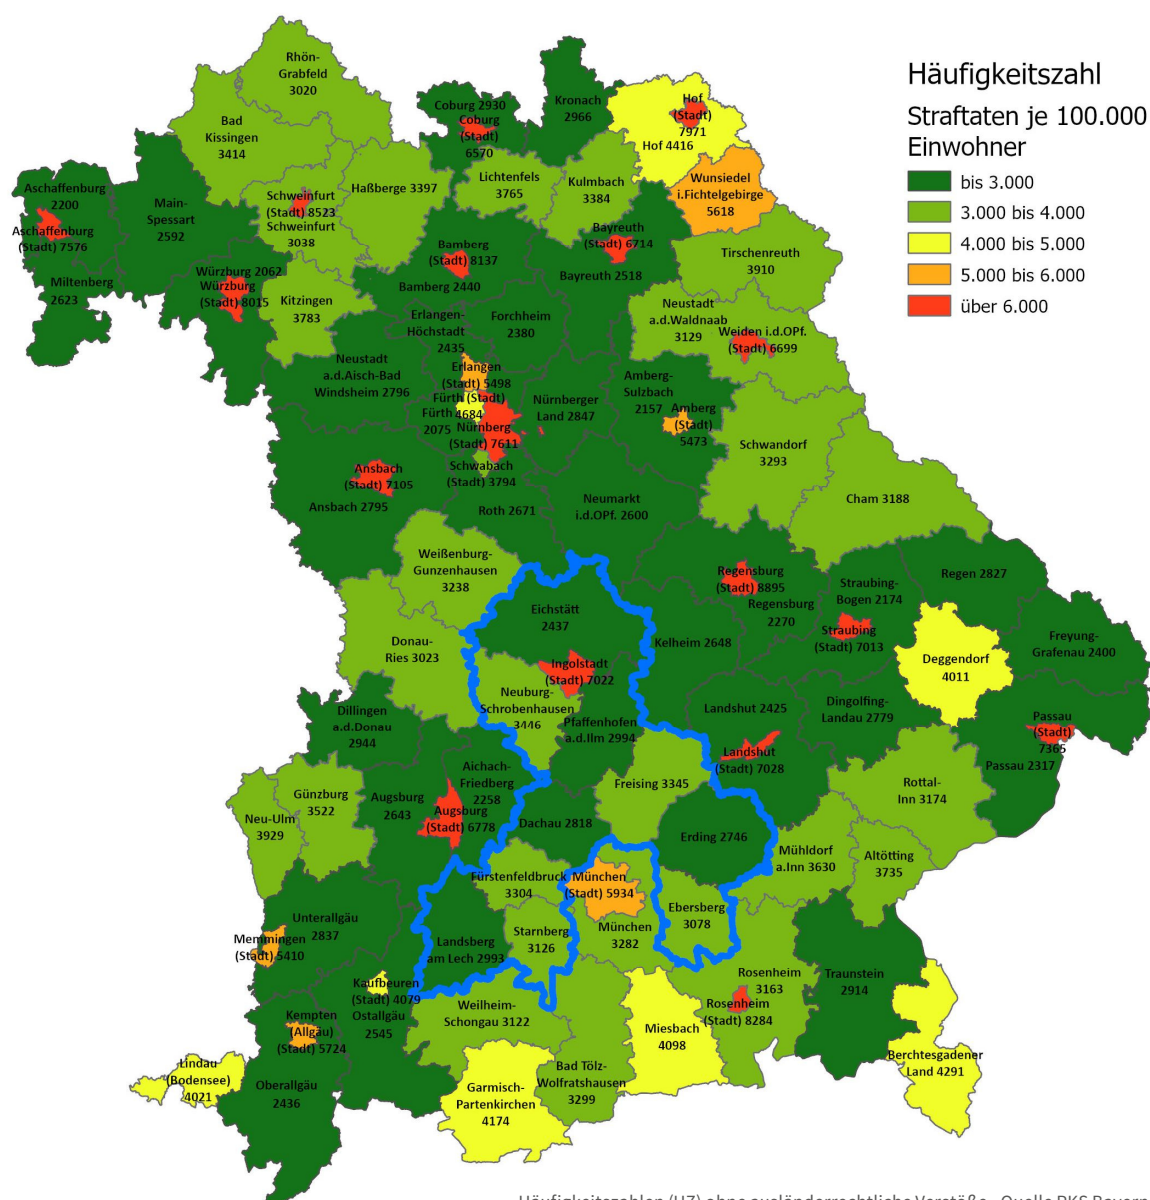 Häufigkeitszahl
Straftaten je 100.000
Einwohner
bis 3.000
3.000 bis 4.000
4.000 bis 5.000
5.000 bis 6.000
über 6.000
Rhön-
Grabfeld
3020
Bad
Kissingen
3414
Coburg 2930
Coburg
(Stadt)
6570
Kronach
2966
Hof
(Stadt)
7971
Hof 4416
Wunsiedel
i.Fichtelgebirge
5618
Lichtenfels
3765
Kulmbach
3384
Haßberge 3397
Schweinfurt
(Stadt) 8523
Schweinfurt
3038
Aschaffenburg
2200
Aschaffenburg
(Stadt) 7576
Main-
Spessart
2592
Miltenberg
2623
Würzburg 2062
Würzburg
(Stadt) 8015
Kitzingen
3783
Bamberg
(Stadt) 8137
Bamberg 2440
Bayreuth
(Stadt) 6714
Bayreuth 2518
Tirschenreuth
3910
Neustadt
a.d.Waldnaab
3129
Weiden i.d.OPf.
(Stadt) 6699
Erlangen-
Höchstadt
2435
Forchheim
2380
Neustadt
a.d.Aisch-Bad
Windsheim 2796
Erlangen
(Stadt) 5498
Fürth (Stadt)
4684
Fürth
2075
Nürnberg
(Stadt) 7611
Nürnberger
Land 2847
Amberg-
Sulzbach
2157
Amberg
(Stadt)
5473
Schwandorf
3293
Cham 3188
Schwabach
(Stadt) 3794
Ansbach
(Stadt) 7105
Ansbach 2795
Roth 2671
Neumarkt
i.d.OPf. 2600
Weißenburg-
Gunzenhausen
3238
Regensburg
(Stadt) 8895
Regensburg
2270
Straubing-
Bogen 2174
Straubing
(Stadt) 7013
Regen 2827
Freyung-
Grafenau 2400
Deggendorf
4011
Eichstätt
2437
Donau-
Ries 3023
Kelheim 2648
Ingolstadt
(Stadt) 7022
Neuburg-
Schrobenhausen
3446
Pfaffenhofen
a.d.Ilm 2994
Landshut 2425
Landshut
(Stadt) 7028
Dingolfing-
Landau 2779
Passau
(Stadt)
7365
Passau 2317
Rottal-
Inn 3174
Dillingen
a.d.Donau
2944
Aichach-
Friedberg
2258
Augsburg
2643
Augsburg
(Stadt) 6778
Günzburg
3522
Neu-Ulm
3929
Freising 3345
Dachau 2818
Erding 2746
Mühldorf
a.Inn 3630
Altötting
3735
Fürstenfeldbruck
3304
München
(Stadt) 5934
München
3282
Ebersberg
3078
Starnberg
3126
Landsberg
am Lech 2993
Unterallgäu
2837
Memmingen
(Stadt) 5410
Kaufbeuren
(Stadt) 4079
Ostallgäu
2545
Kempten
(Allgäu)
(Stadt) 5724
Lindau
(Bodensee)
4021
Oberallgäu
2436
Weilheim-
Schongau 3122
Garmisch-
Partenkirchen
4174
Bad Tölz-
Wolfratshausen
3299
Miesbach
4098
Rosenheim
3163
Rosenheim
(Stadt) 8284
Traunstein
2914
Berchtesgadener
Land 4291
Häufigkeitszahlen (HZ) ohne ausländerrechtliche Verstöße - Quelle PKS Bayern